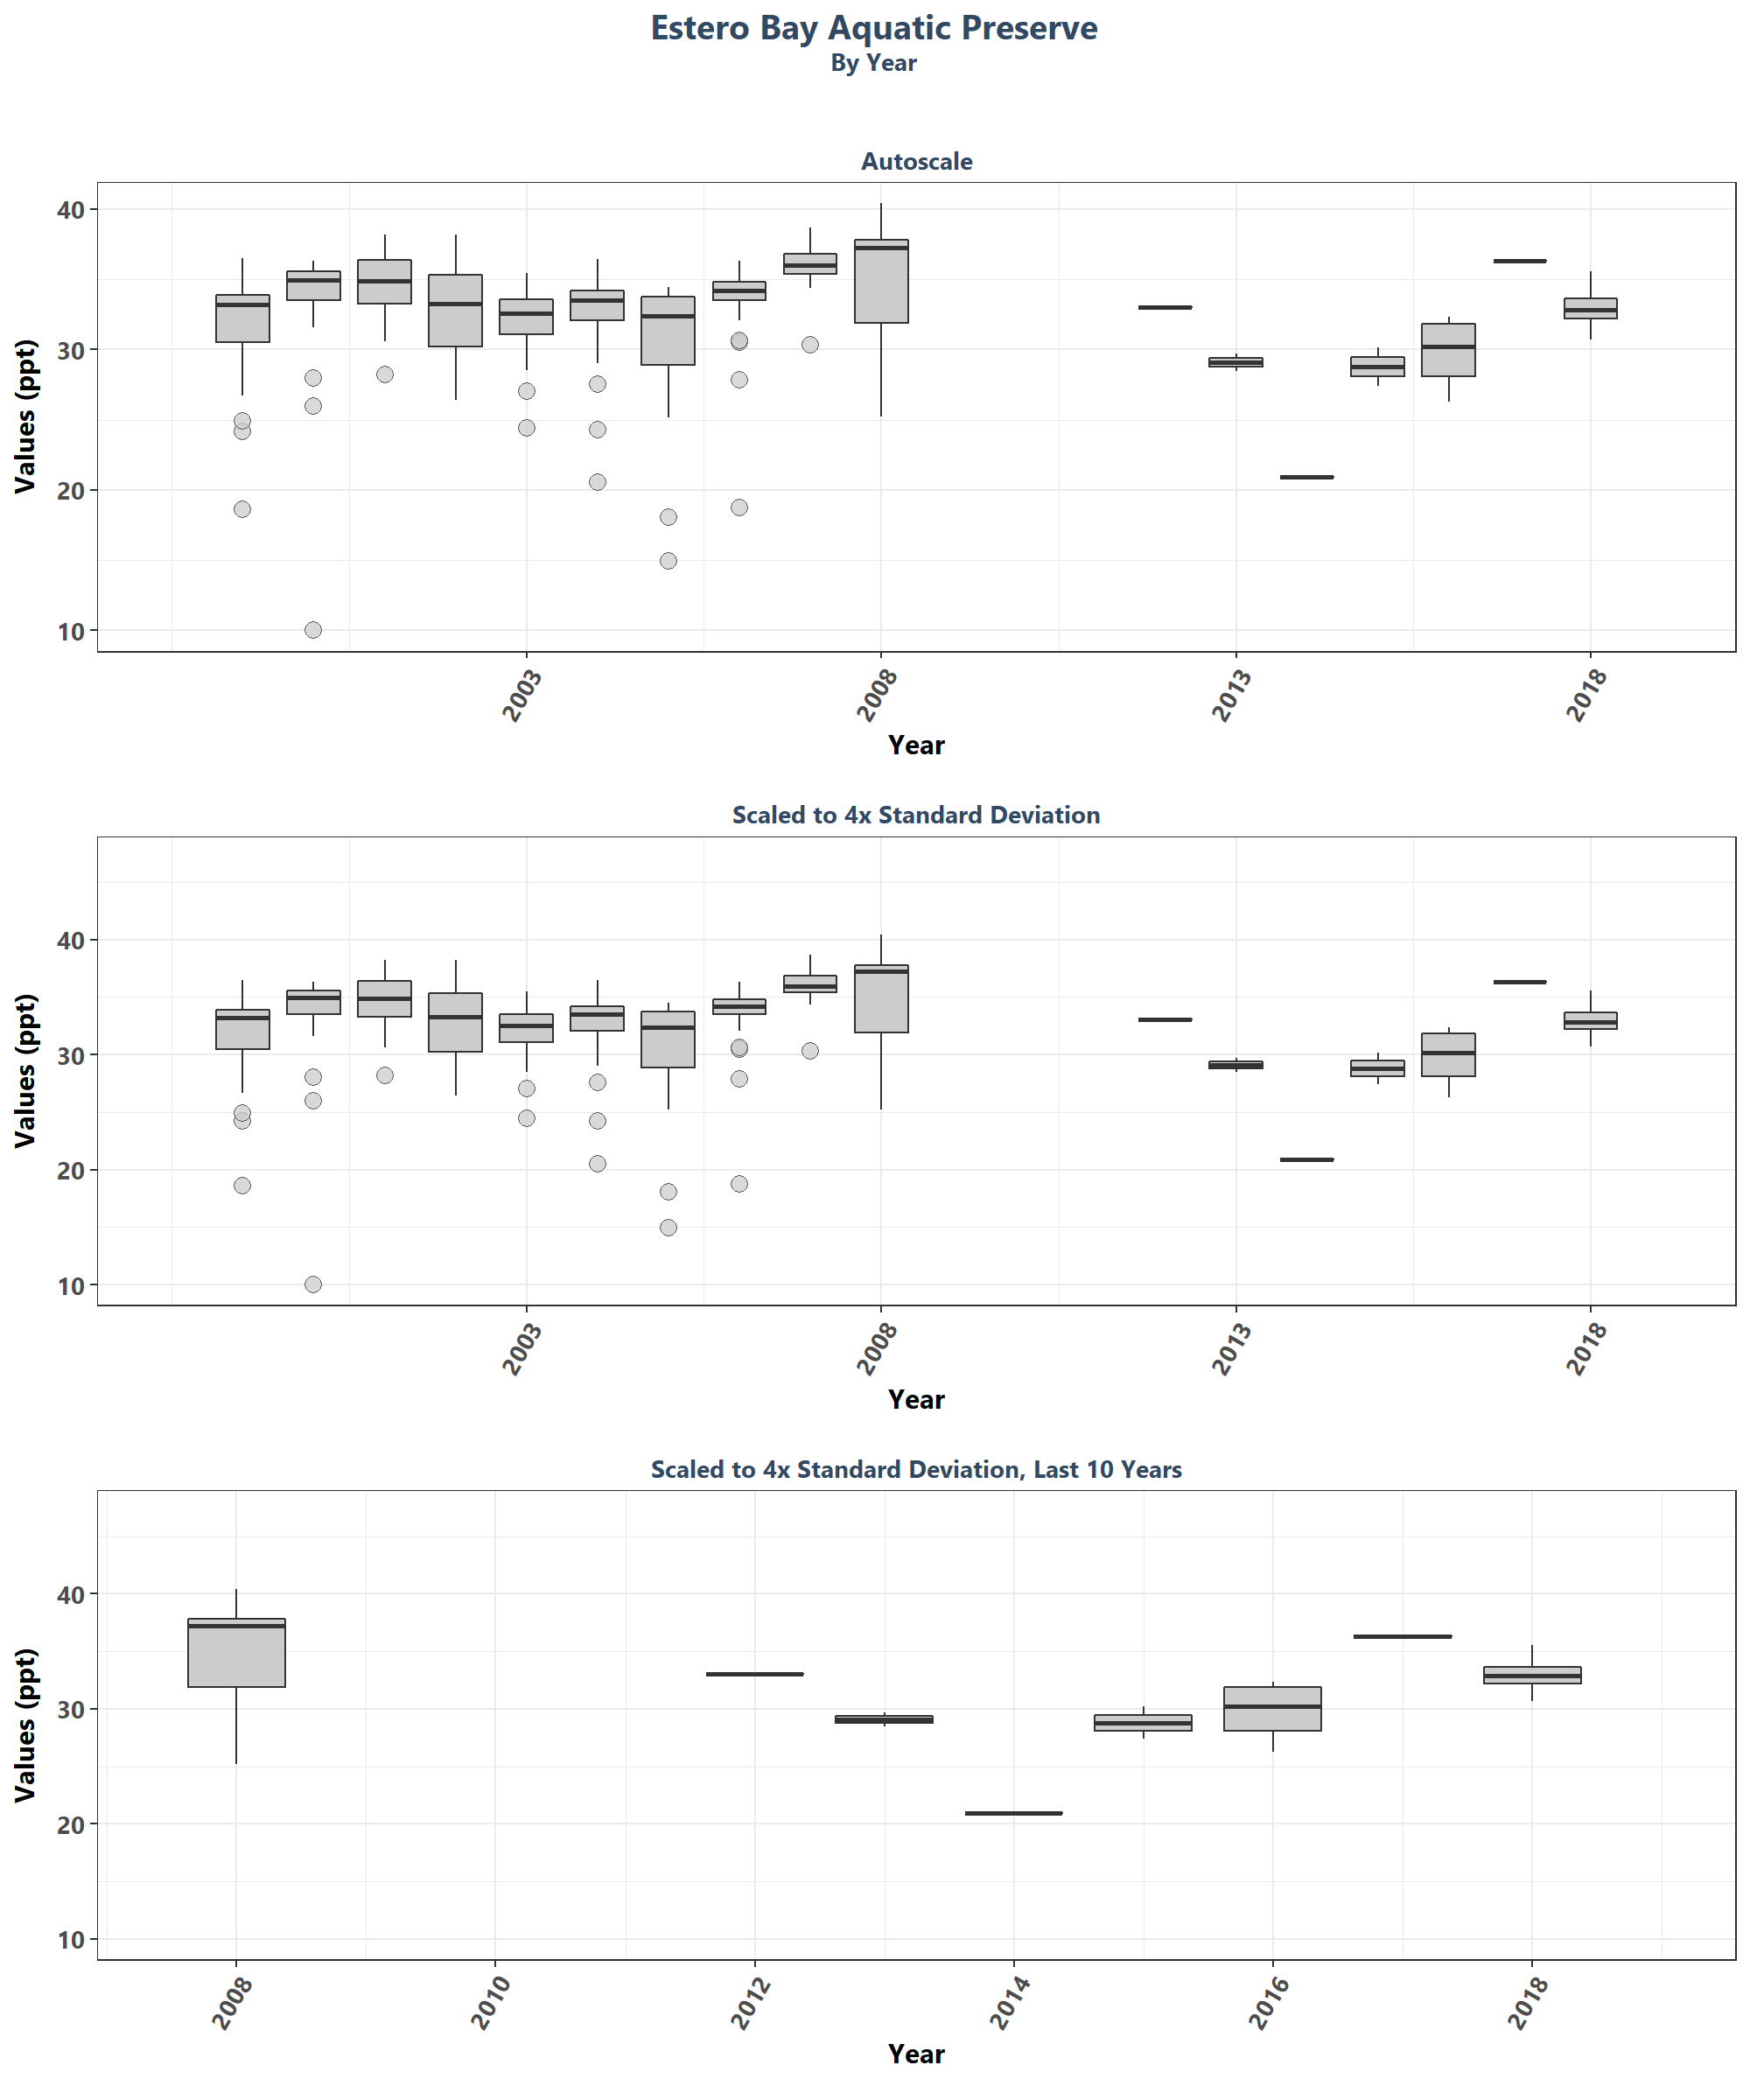 Estero Bay Aquatic Preserve
By Year
Autoscale
Values (ppt)
40
30
20
10
2003
2008
2013
2018
Year
Scaled to 4x Standard Deviation
Values (ppt)
40
30
20
10
2003
2008
2013
2018
Year
Scaled to 4x Standard Deviation, Last 10 Years
Values (ppt)
40
30
20
10
2008
2010
2012
2014
2016
2018
Year